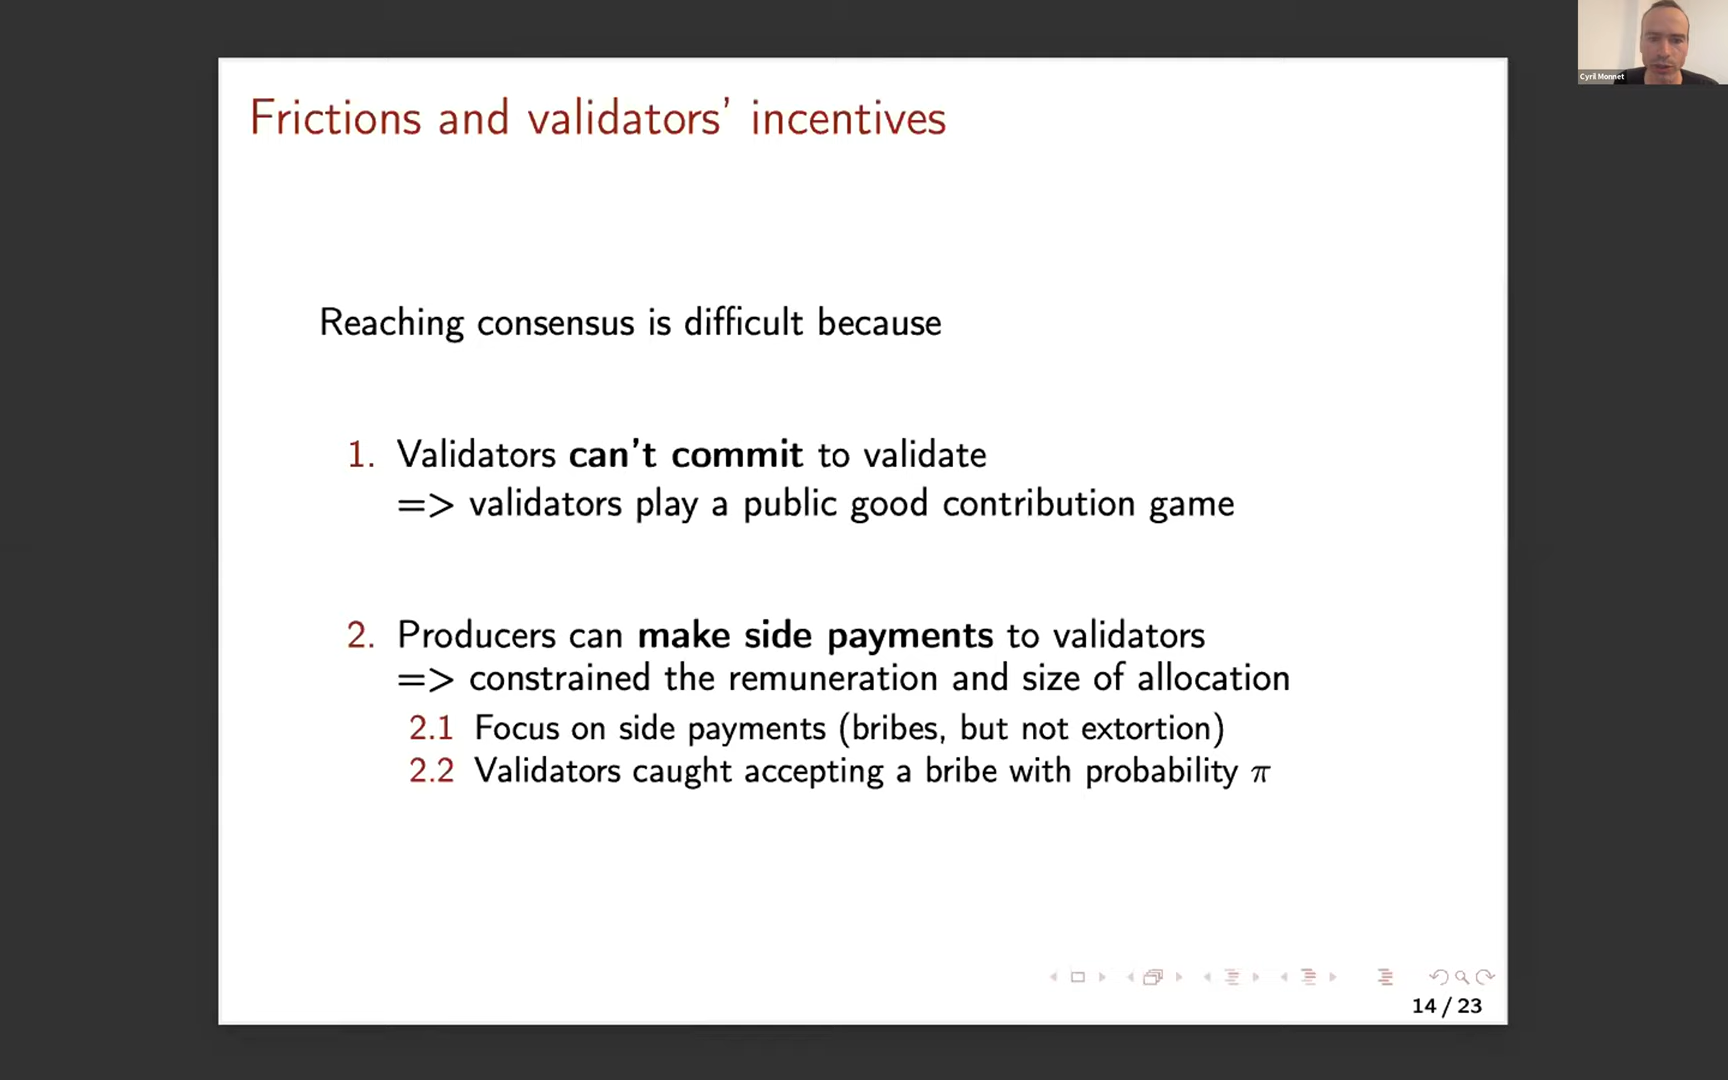 Cyril Monnet
Frictions and validators' incentives
Reaching consensus is difficult because
1. Validators can't commit to validate
=> validators play a public good contribution game
2. Producers can make side payments to validators
=> constrained the remuneration and size of allocation
2.1 Focus on side payments (bribes, but not extortion)
2.2 Validators caught accepting a bribe with probability π
14 / 23